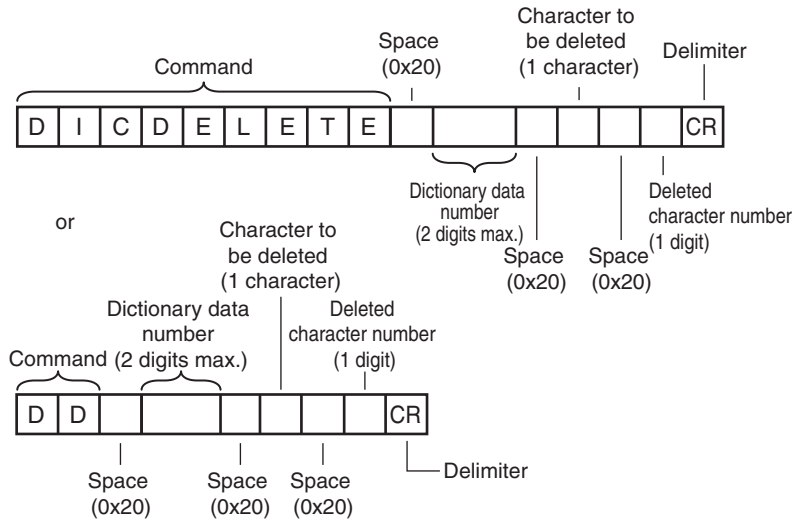 Command
Space
(0x20)
Character to
be deleted
(1 character)
Delimiter
D I C D E L E T E CR
Dictionary data
number
(2 digits max.)
Space
(0x20)
Space
(0x20)
Deleted
character number
(1 digit)
or
Command
Dictionary data
number
(2 digits max.)
Character to
be deleted
(1 character)
Deleted
character number
(1 digit)
D D CR
Space
(0x20)
Space
(0x20)
Space
(0x20)
Delimiter